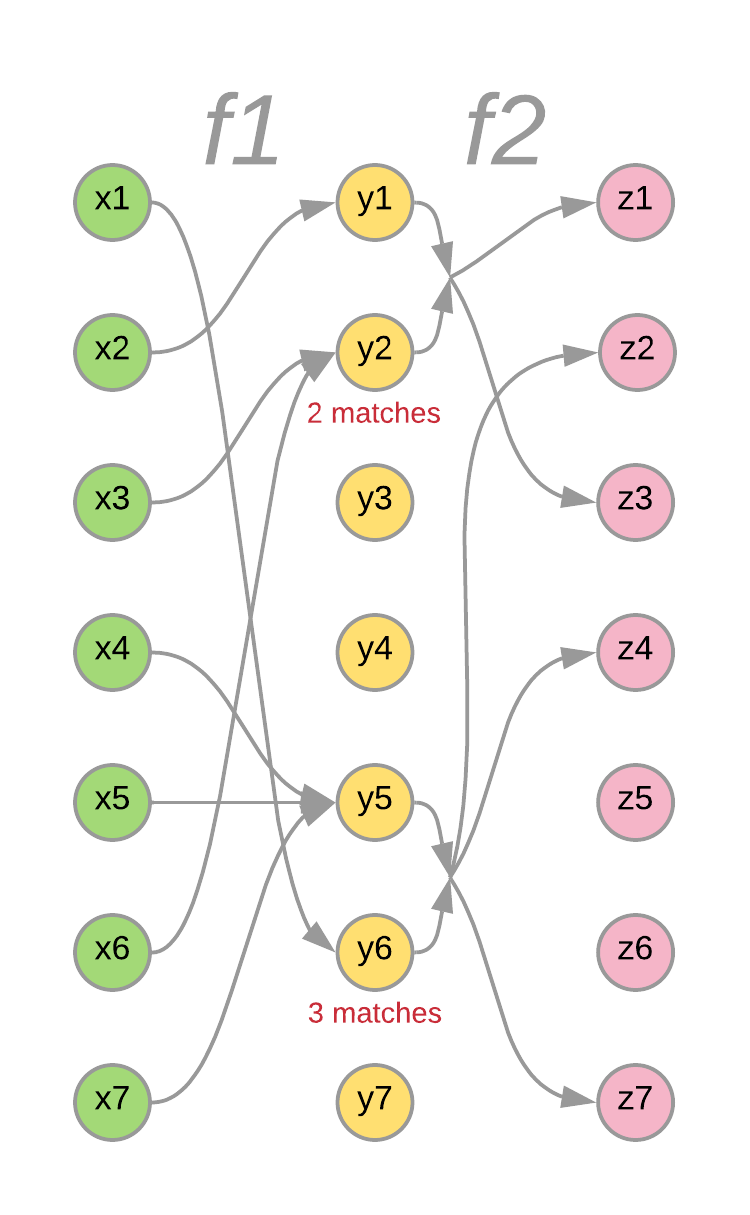 f1 f2
x1 y1 z1
x2 y2 z2
2 matches
x3 y3 z3
x4 y4 z4
x5 y5 z5
x6 y6 z6
3 matches
x7 y7 z7